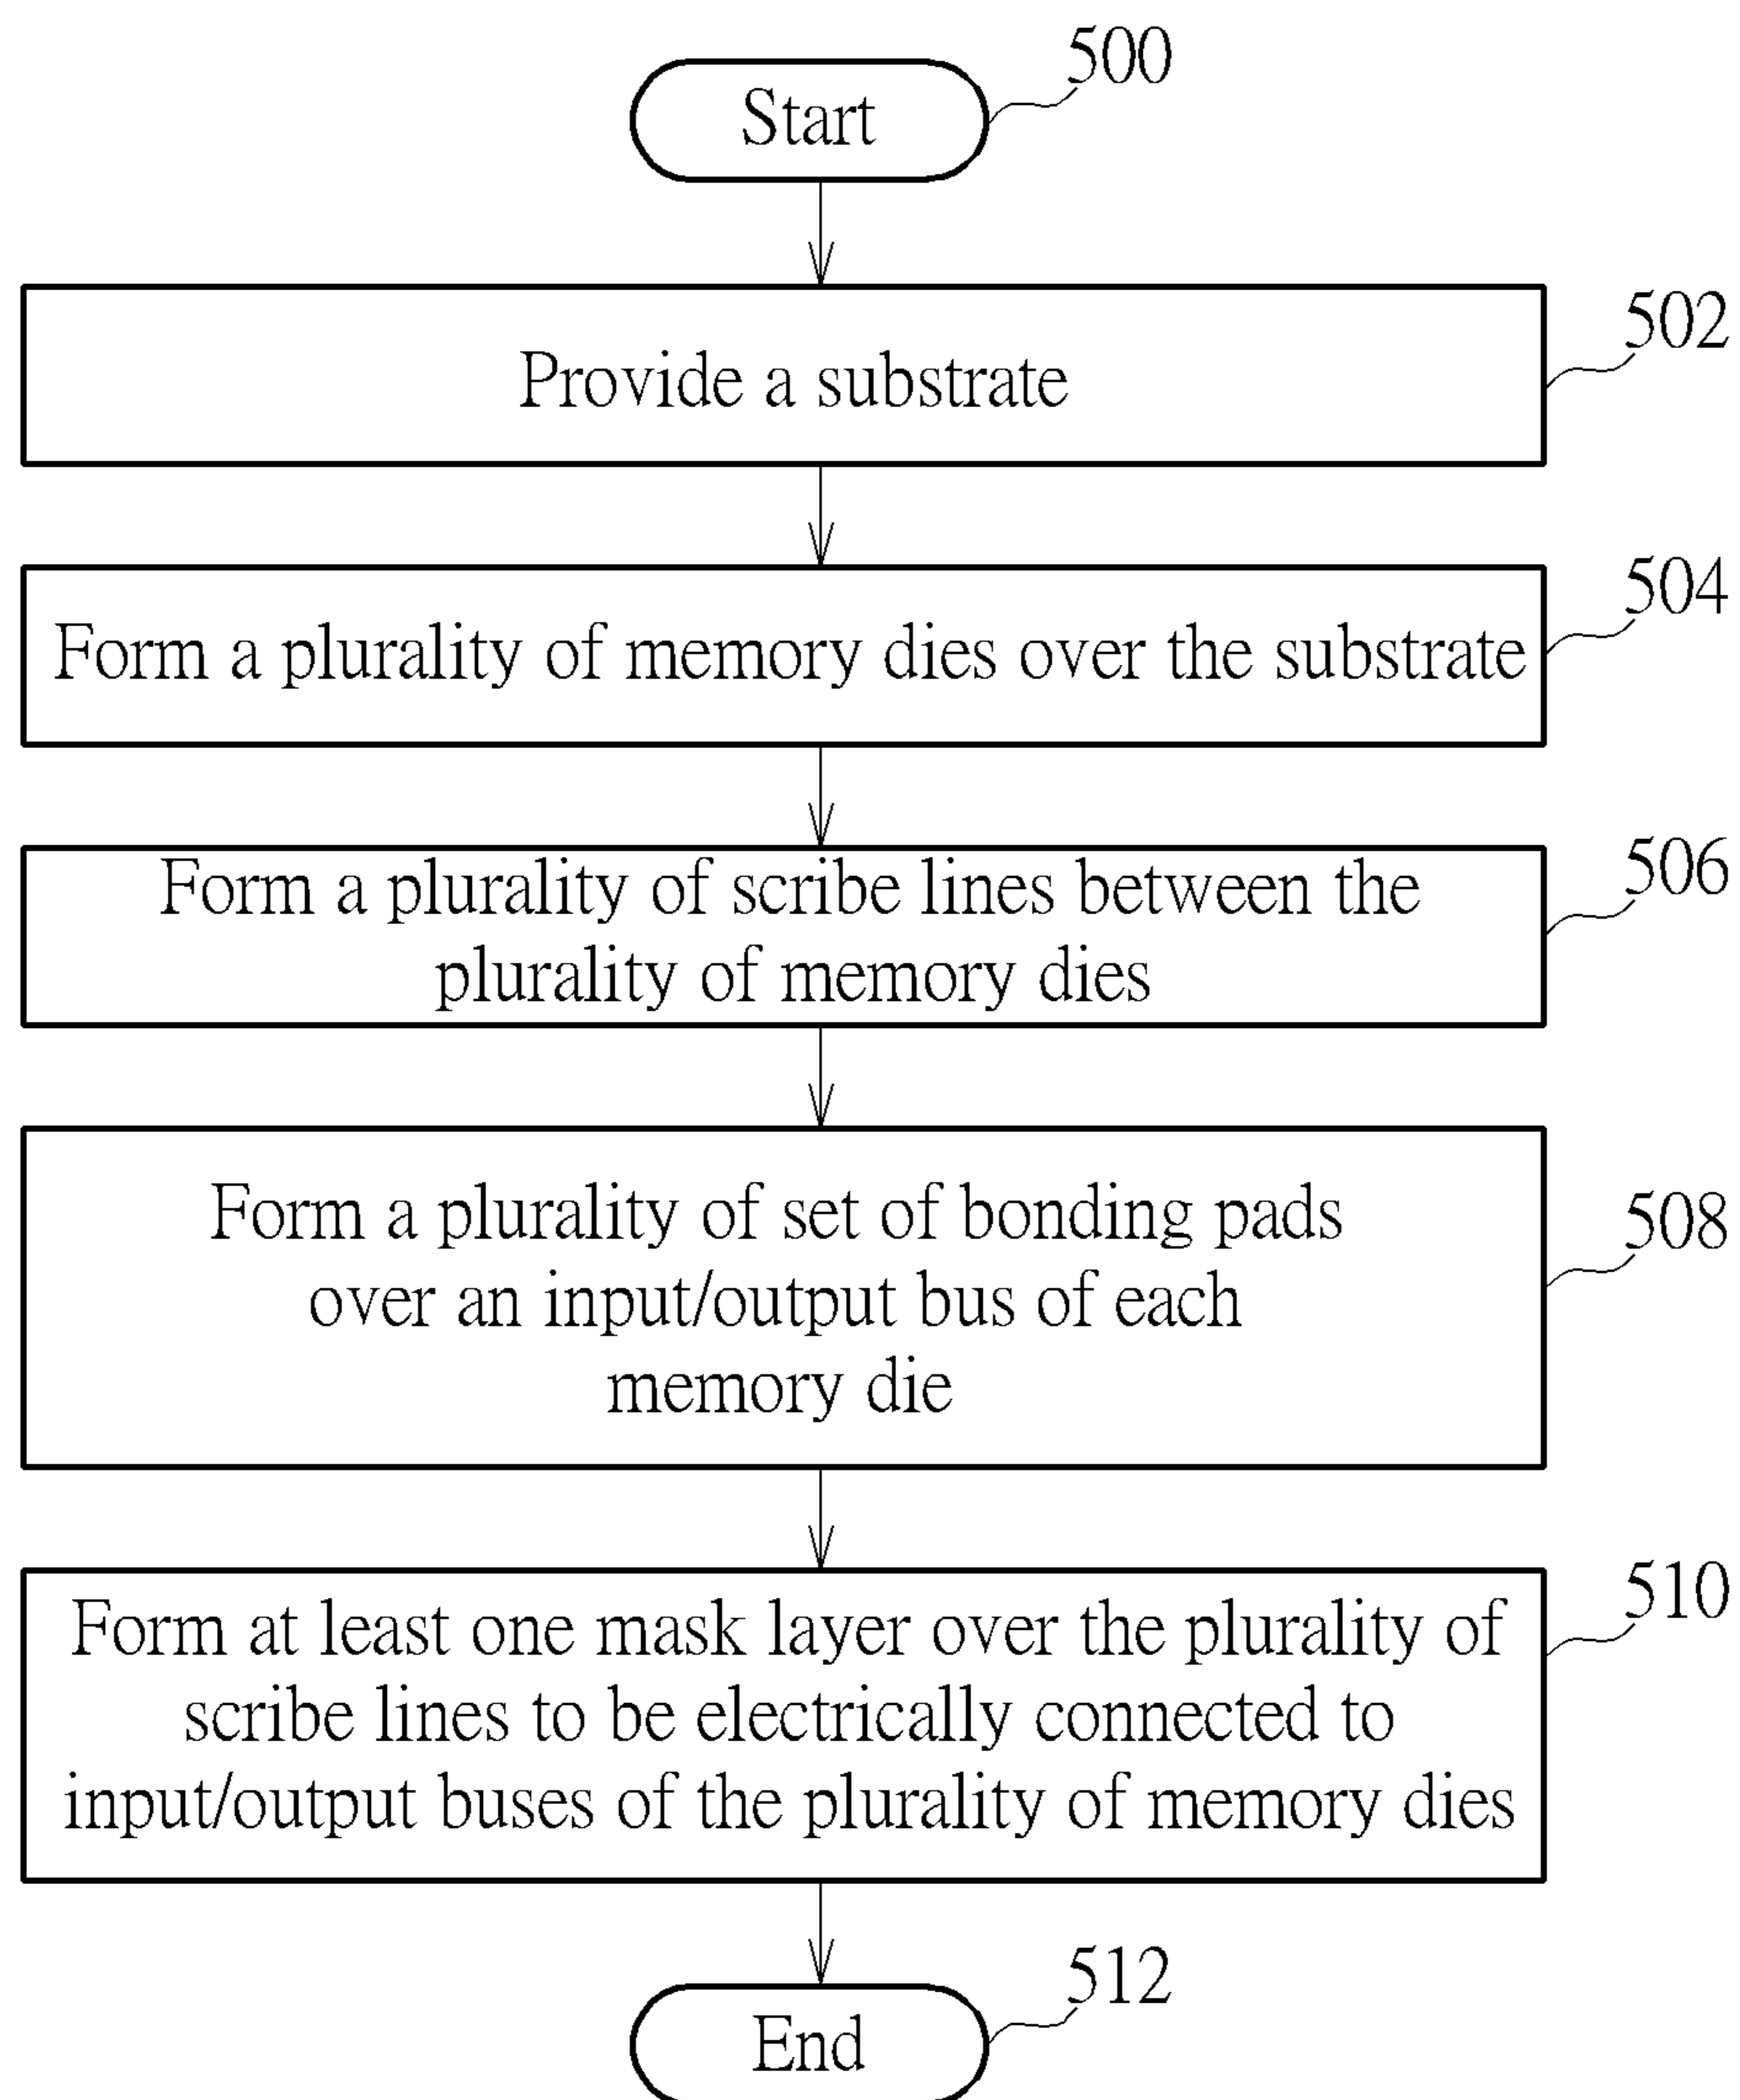 Start
500
Provide a substrate
502
Form a plurality of memory dies over the substrate
504
Form a plurality of scribe lines between the
plurality of memory dies
506
Form a plurality of set of bonding pads
over an input/output bus of each
memory die
508
Form at least one mask layer over the plurality of
scribe lines to be electrically connected to
input/output buses of the plurality of memory dies
510
End
512